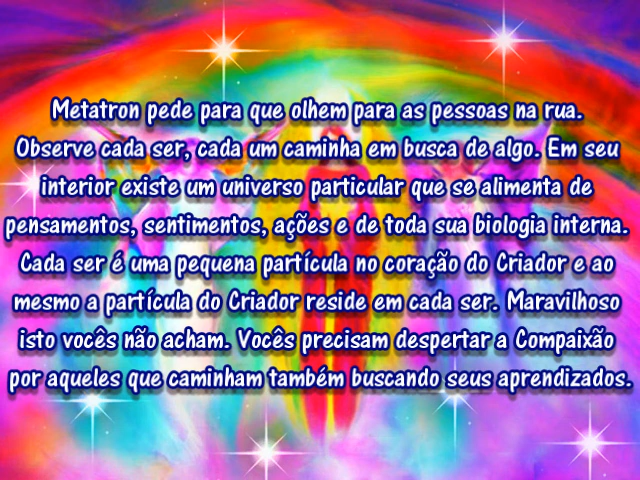 Metatron pede para que olhem para as pessoas na rua.
Observe cada ser, cada um caminha em busca de algo. Em seu
interior existe um universo particular que se alimenta de
pensamentos, sentimentos, ações e de toda sua biologia interna.
Cada ser é uma pequena partícula no coração do Criador e ao
mesmo a partícula do Criador reside em cada ser. Maravilhoso
isto vocês não acham. Vocês precisam despertar a Compaixão
por aqueles que caminham também buscando seus aprendizados.